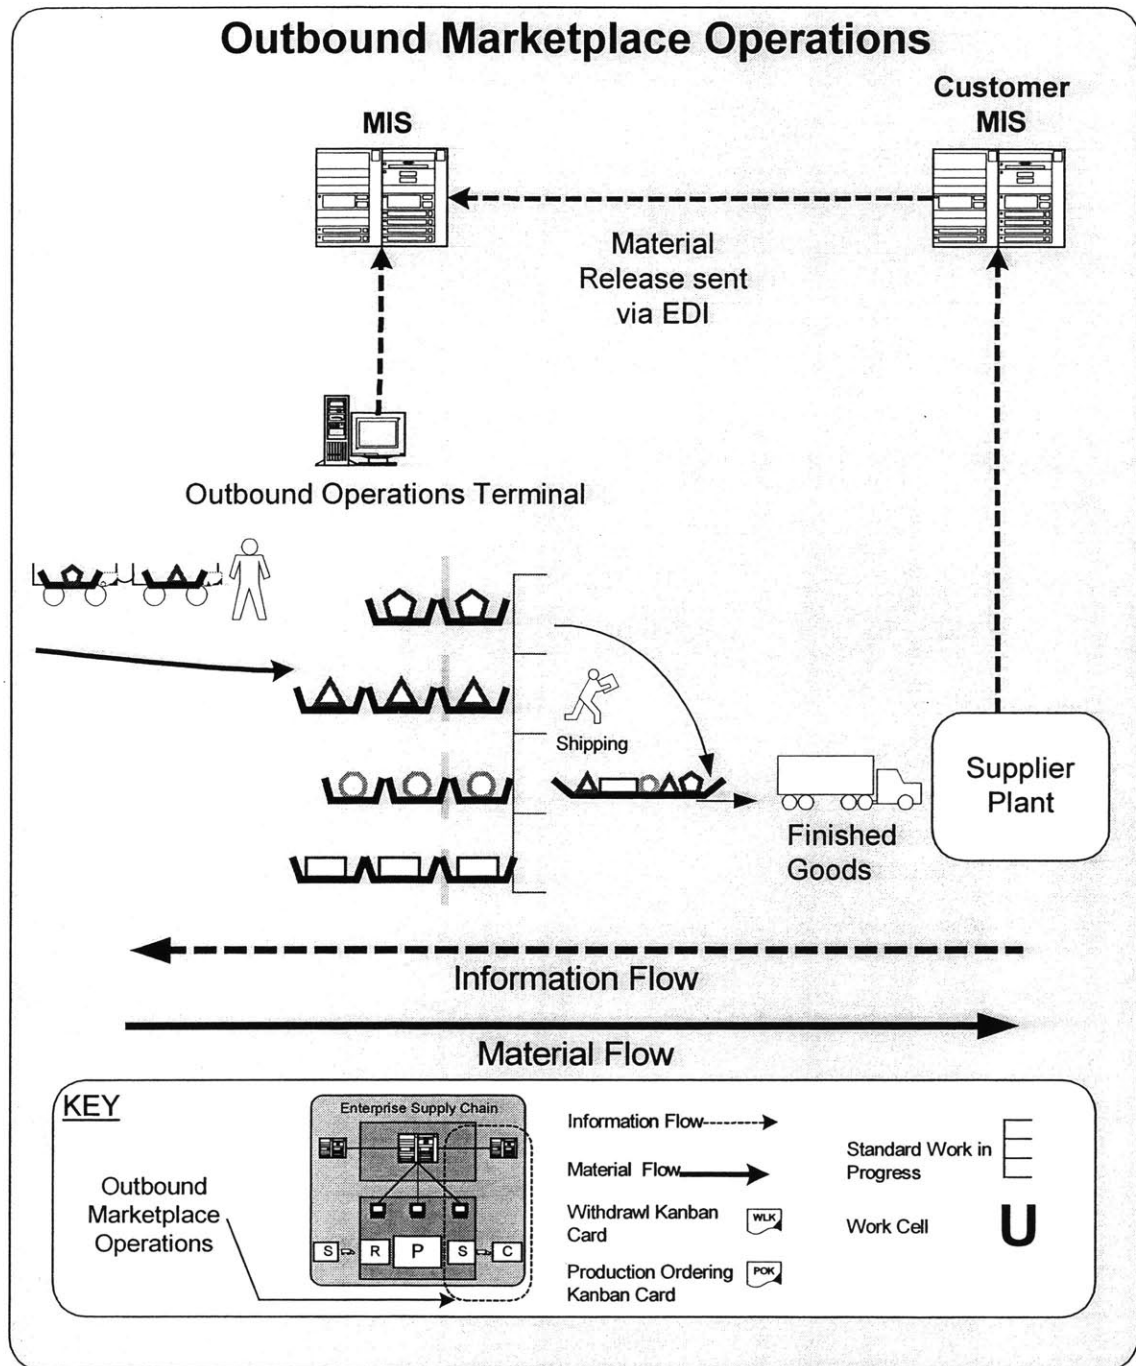 Outbound Marketplace Operations
MIS
Customer
MIS
Material
Release sent
via EDI
Outbound Operations Terminal
Shipping
Supplier
Plant
Finished
Goods
Information Flow
Material Flow
KEY
Enterprise Supply Chain
S
R
P
S
C
Outbound
Marketplace
Operations
Information Flow
Material Flow
Withdrawl Kanban
Card
WLK
Production Ordering
Kanban Card
POK
Standard Work in
Progress
Work Cell
U